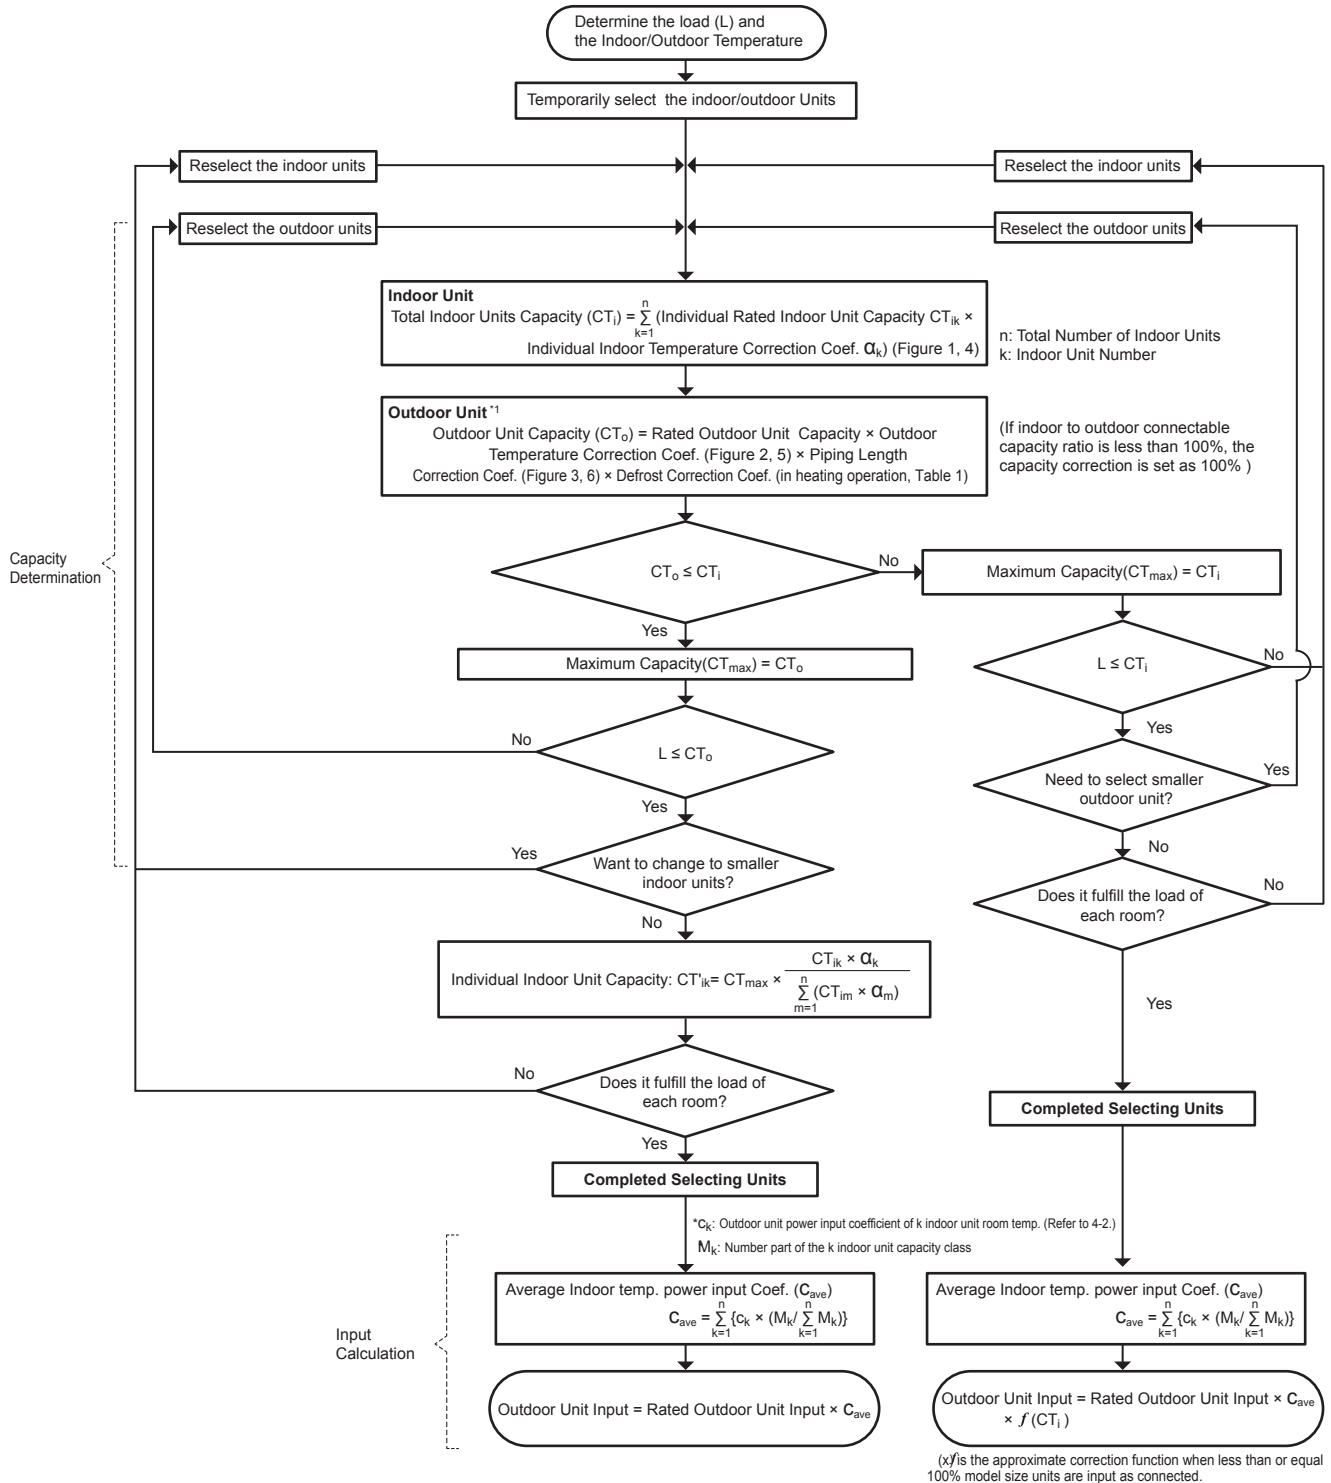 Determine the load (L) and
the Indoor/Outdoor Temperature
Temporarily select the indoor/outdoor Units
Reselect the indoor units
Reselect the indoor units
Reselect the outdoor units
Reselect the outdoor units
Indoor Unit
Total Indoor Units Capacity (CTi) = n Σ k=1 (Individual Rated Indoor Unit Capacity CTik ×
Individual Indoor Temperature Correction Coef. αk) (Figure 1, 4)
n: Total Number of Indoor Units
k: Indoor Unit Number
Outdoor Unit *1
Outdoor Unit Capacity (CTo) = Rated Outdoor Unit Capacity × Outdoor
Temperature Correction Coef. (Figure 2, 5) × Piping Length
Correction Coef. (Figure 3, 6) × Defrost Correction Coef. (in heating operation, Table 1)
(If indoor to outdoor connectable
capacity ratio is less than 100%, the
capacity correction is set as 100% )
Capacity
Determination
CTo ≤ CTi
No
Maximum Capacity(CTmax) = CTi
Yes
Maximum Capacity(CTmax) = CTo
L ≤ CTi
No
Yes
No
L ≤ CTo
Yes
Need to select smaller
outdoor unit?
Yes
No
Yes
Want to change to smaller
indoor units?
No
Does it fulfill the load of
each room?
No
Yes
Individual Indoor Unit Capacity: CT'ik= CTmax ×
CTik × αk
n Σ m=1 (CTim × αm)
No
Does it fulfill the load of
each room?
Yes
Completed Selecting Units
Completed Selecting Units
*ck: Outdoor unit power input coefficient of k indoor unit room temp. (Refer to 4-2.)
Mk: Number part of the k indoor unit capacity class
Input
Calculation
Average Indoor temp. power input Coef. (Cave)
Cave = n Σ k=1 {ck × (Mk/ n Σ k=1 Mk)}
Average Indoor temp. power input Coef. (Cave)
Cave = n Σ k=1 {ck × (Mk/ n Σ k=1 Mk)}
Outdoor Unit Input = Rated Outdoor Unit Input × Cave
Outdoor Unit Input = Rated Outdoor Unit Input × Cave
× f (CTi )
(x)f is the approximate correction function when less than or equal
100% model size units are input as connected.